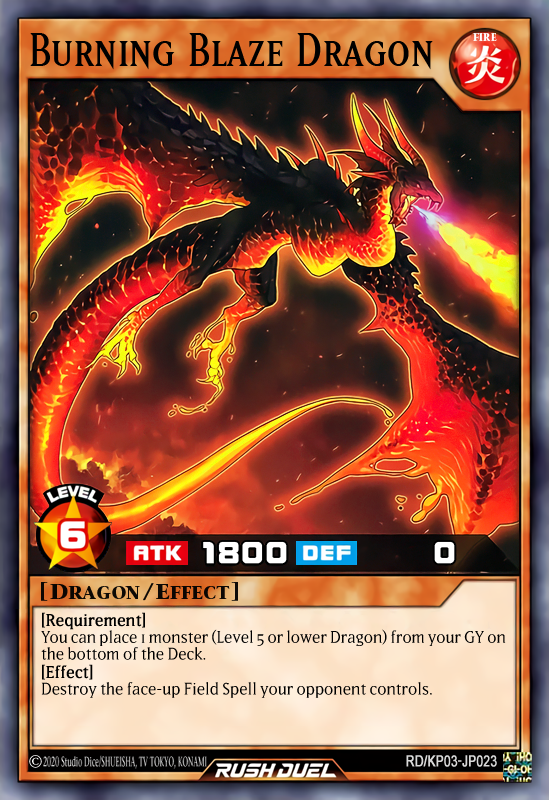 BURNING BLAZE DRAGON
FIRE
炎
LEVEL
6
ATK 1800 DEF 0
[DRAGON/EFFECT]
[Requirement]
You can place 1 monster (Level 5 or lower Dragon) from your GY on
the bottom of the Deck.
[Effect]
Destroy the face-up Field Spell your opponent controls.
©2020 Studio Dice/SHUEISHA, TV TOKYO, KONAMI
RUSH DUEL
RD/KP03-JP023